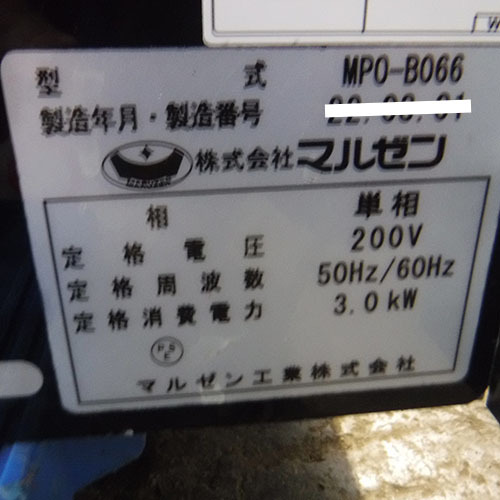 型式 MPO-B066
製造年月・製造番号
MARUZEN 株式会社マルゼン
相 単相
定格電圧 200V
定格周波数 50Hz/60Hz
定格消費電力 3.0kW
PSE
マルゼン工業株式会社